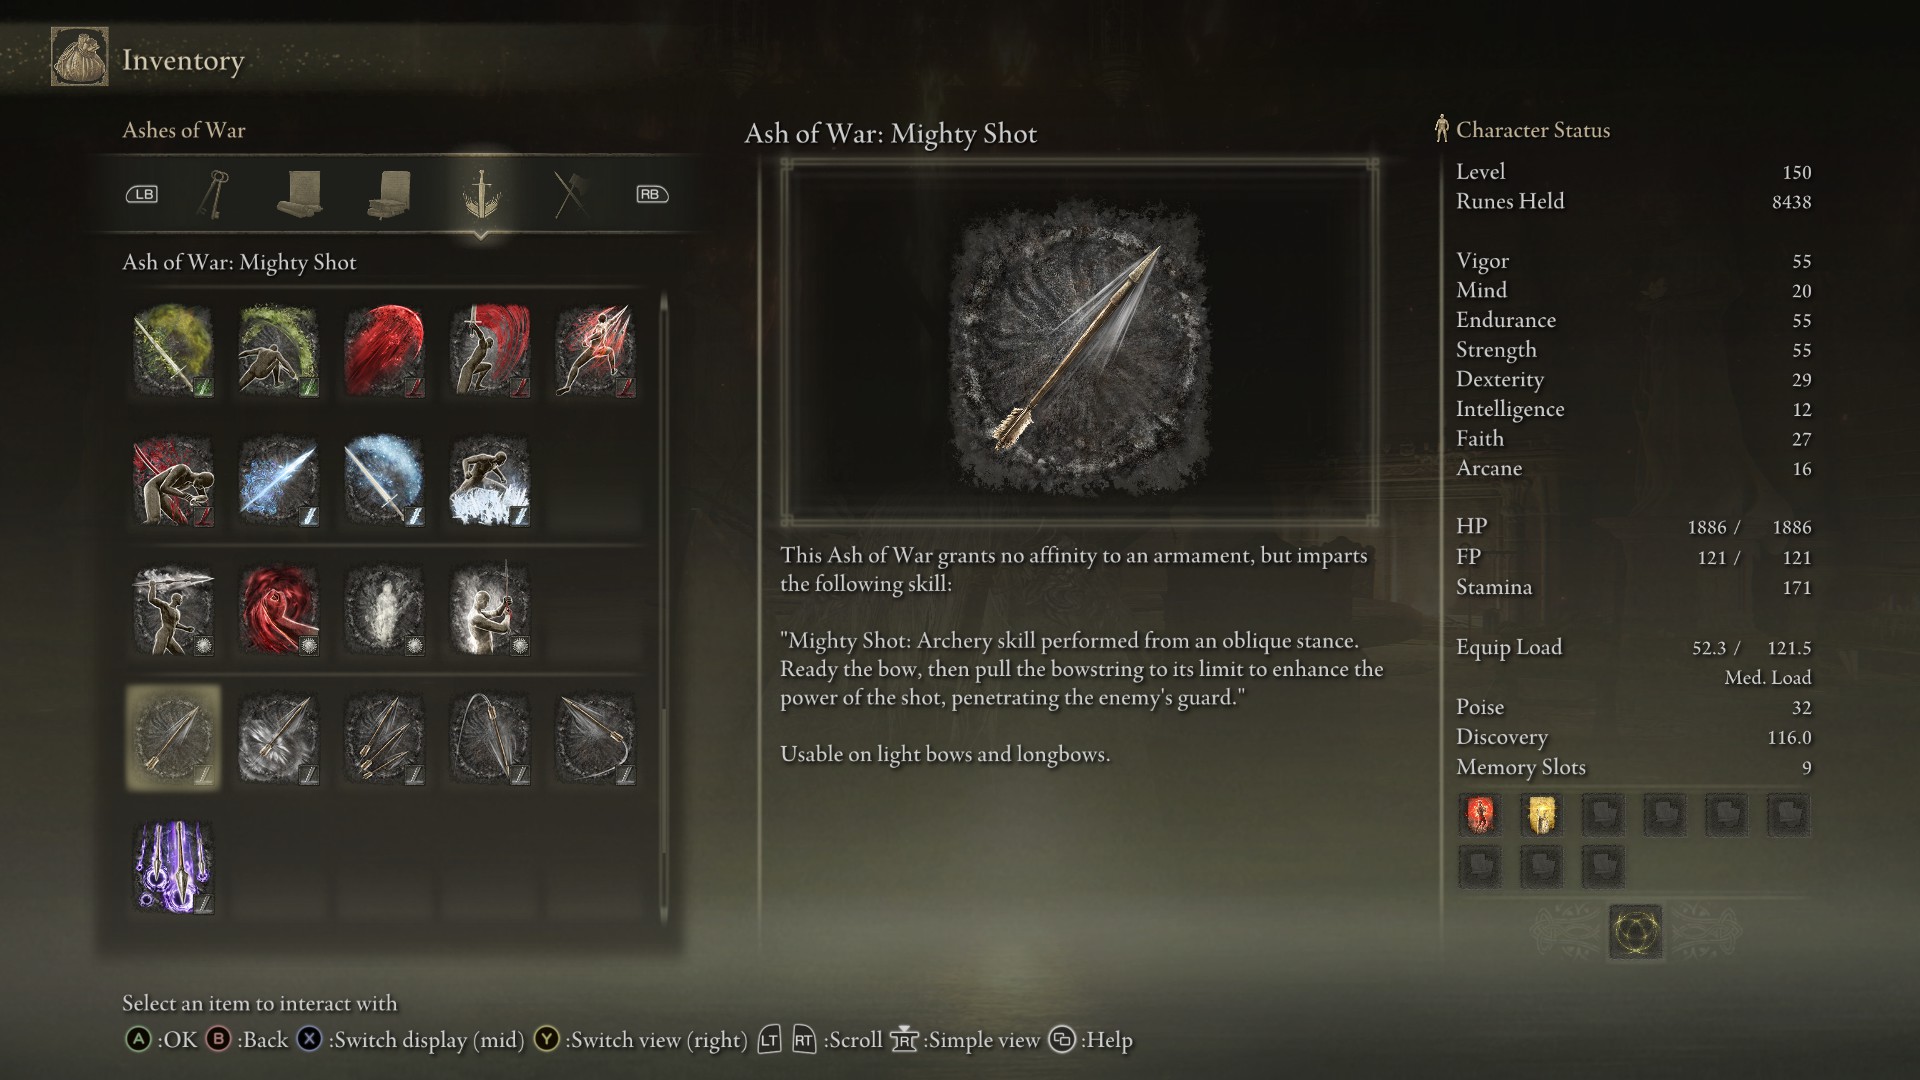 Inventory
Ashes of War
LB
RB
Ash of War: Mighty Shot
Ash of War: Mighty Shot
This Ash of War grants no affinity to an armament, but imparts
the following skill:
"Mighty Shot: Archery skill performed from an oblique stance.
Ready the bow, then pull the bowstring to its limit to enhance the
power of the shot, penetrating the enemy's guard."
Usable on light bows and longbows.
Character Status
Level 150
Runes Held 8438
Vigor 55
Mind 20
Endurance 55
Strength 55
Dexterity 29
Intelligence 12
Faith 27
Arcane 16
HP 1886 / 1886
FP 121 / 121
Stamina 171
Equip Load 52.3 / 121.5
Med. Load
Poise 32
Discovery 116.0
Memory Slots 9
Select an item to interact with
A :OK B :Back X :Switch display (mid) Y :Switch view (right) LT RT :Scroll R :Simple view :Help